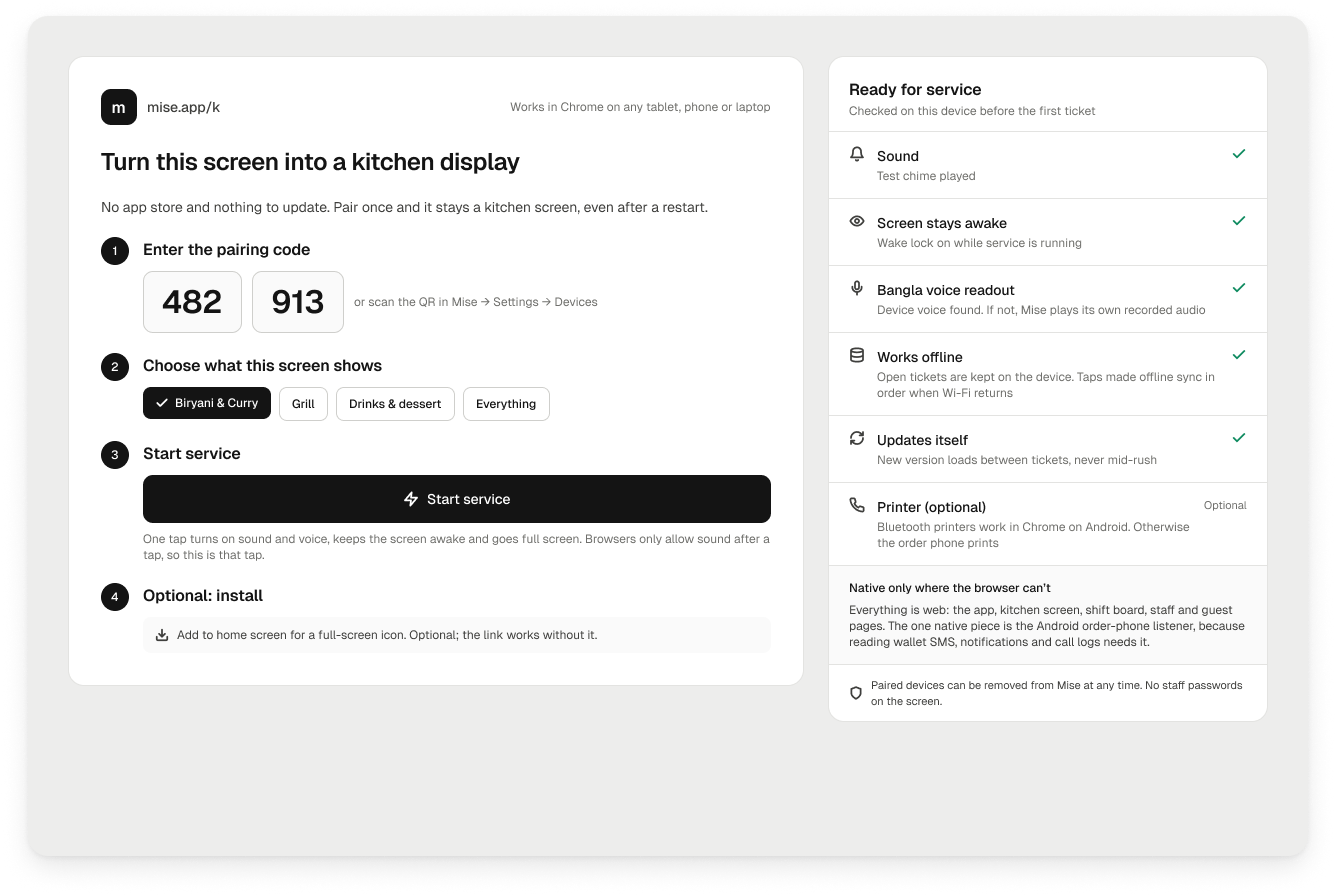 m
mise.app/k
Works in Chrome on any tablet, phone or laptop
Turn this screen into a kitchen display
No app store and nothing to update. Pair once and it stays a kitchen screen, even after a restart.
1
Enter the pairing code
482 913 or scan the QR in Mise → Settings → Devices
2
Choose what this screen shows
Biryani & Curry
Grill
Drinks & dessert
Everything
3
Start service
Start service
One tap turns on sound and voice, keeps the screen awake and goes full screen. Browsers only allow sound after a
tap, so this is that tap.
4
Optional: install
Add to home screen for a full-screen icon. Optional; the link works without it.
Ready for service
Checked on this device before the first ticket
Sound
Test chime played
Screen stays awake
Wake lock on while service is running
Bangla voice readout
Device voice found. If not, Mise plays its own recorded audio
Works offline
Open tickets are kept on the device. Taps made offline sync in
order when Wi-Fi returns
Updates itself
New version loads between tickets, never mid-rush
Printer (optional)
Optional
Bluetooth printers work in Chrome on Android. Otherwise
the order phone prints
Native only where the browser can't
Everything is web: the app, kitchen screen, shift board, staff and guest
pages. The one native piece is the Android order-phone listener, because
reading wallet SMS, notifications and call logs needs it.
Paired devices can be removed from Mise at any time. No staff passwords
on the screen.